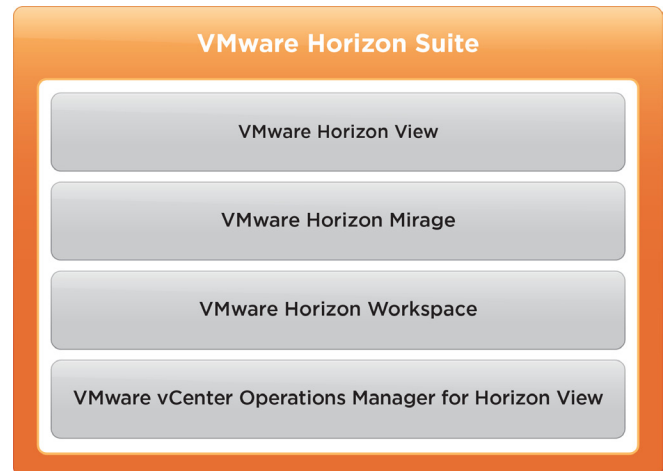 VMware Horizon Suite
VMware Horizon View
VMware Horizon Mirage
VMware Horizon Workspace
VMware vCenter Operations Manager for Horizon View